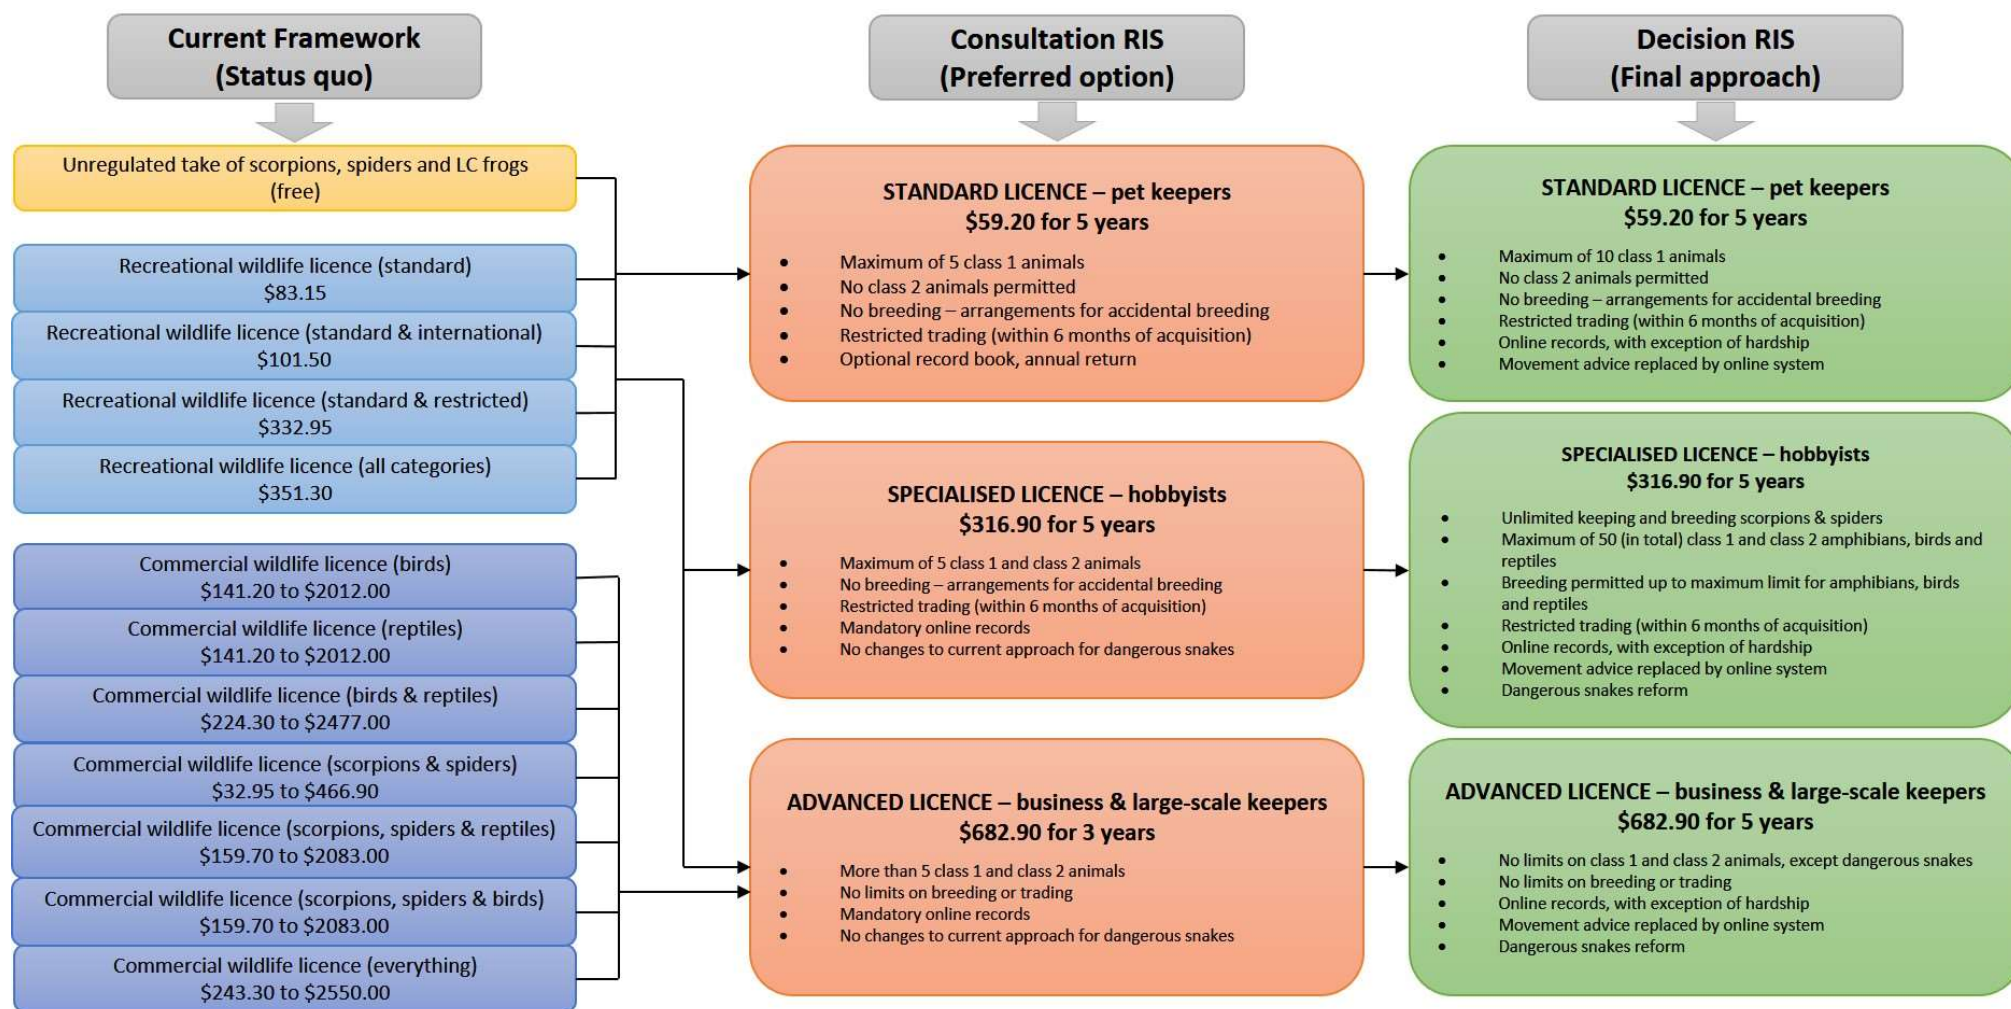 Current Framework
(Status quo)
Unregulated take of scorpions, spiders and LC frogs
(free)
Recreational wildlife licence (standard)
$83.15
Recreational wildlife licence (standard & international)
$101.50
Recreational wildlife licence (standard & restricted)
$332.95
Recreational wildlife licence (all categories)
$351.30
Commercial wildlife licence (birds)
$141.20 to $2012.00
Commercial wildlife licence (reptiles)
$141.20 to $2012.00
Commercial wildlife licence (birds & reptiles)
$224.30 to $2477.00
Commercial wildlife licence (scorpions & spiders)
$32.95 to $466.90
Commercial wildlife licence (scorpions, spiders & reptiles)
$159.70 to $2083.00
Commercial wildlife licence (scorpions, spiders & birds)
$159.70 to $2083.00
Commercial wildlife licence (everything)
$243.30 to $2550.00
Consultation RIS
(Preferred option)
STANDARD LICENCE – pet keepers
$59.20 for 5 years
• Maximum of 5 class 1 animals
• No class 2 animals permitted
• No breeding – arrangements for accidental breeding
• Restricted trading (within 6 months of acquisition)
• Optional record book, annual return
SPECIALISED LICENCE – hobbyists
$316.90 for 5 years
• Maximum of 5 class 1 and class 2 animals
• No breeding – arrangements for accidental breeding
• Restricted trading (within 6 months of acquisition)
• Mandatory online records
• No changes to current approach for dangerous snakes
ADVANCED LICENCE – business & large-scale keepers
$682.90 for 3 years
• More than 5 class 1 and class 2 animals
• No limits on breeding or trading
• Mandatory online records
• No changes to current approach for dangerous snakes
Decision RIS
(Final approach)
STANDARD LICENCE – pet keepers
$59.20 for 5 years
• Maximum of 10 class 1 animals
• No class 2 animals permitted
• No breeding – arrangements for accidental breeding
• Restricted trading (within 6 months of acquisition)
• Online records, with exception of hardship
• Movement advice replaced by online system
SPECIALISED LICENCE – hobbyists
$316.90 for 5 years
• Unlimited keeping and breeding scorpions & spiders
• Maximum of 50 (in total) class 1 and class 2 amphibians, birds and
reptiles
• Breeding permitted up to maximum limit for amphibians, birds
and reptiles
• Restricted trading (within 6 months of acquisition)
• Online records, with exception of hardship
• Movement advice replaced by online system
• Dangerous snakes reform
ADVANCED LICENCE – business & large-scale keepers
$682.90 for 5 years
• No limits on class 1 and class 2 animals, except dangerous snakes
• No limits on breeding or trading
• Online records, with exception of hardship
• Movement advice replaced by online system
• Dangerous snakes reform